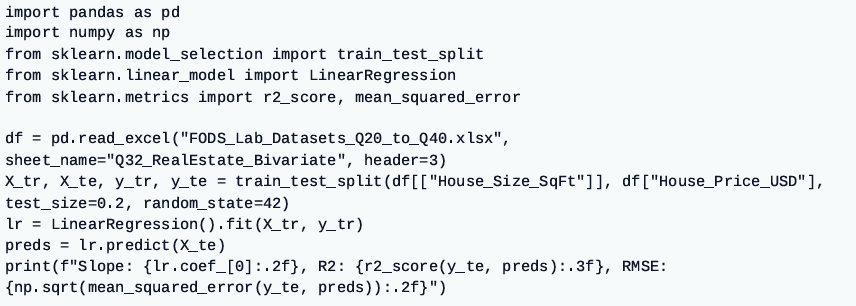 import pandas as pd
import numpy as np
from sklearn.model_selection import train_test_split
from sklearn.linear_model import LinearRegression
from sklearn.metrics import r2_score, mean_squared_error

df = pd.read_excel("FODS_Lab_Datasets_Q20_to_Q40.xlsx",
sheet_name="Q32_RealEstate_Bivariate", header=3)
X_tr, X_te, y_tr, y_te = train_test_split(df[["House_Size_SqFt"]], df["House_Price_USD"],
test_size=0.2, random_state=42)
lr = LinearRegression().fit(X_tr, y_tr)
preds = lr.predict(X_te)
print(f"Slope: {lr.coef_[0]:.2f}, R2: {r2_score(y_te, preds):.3f}, RMSE:
{np.sqrt(mean_squared_error(y_te, preds)):.2f}")